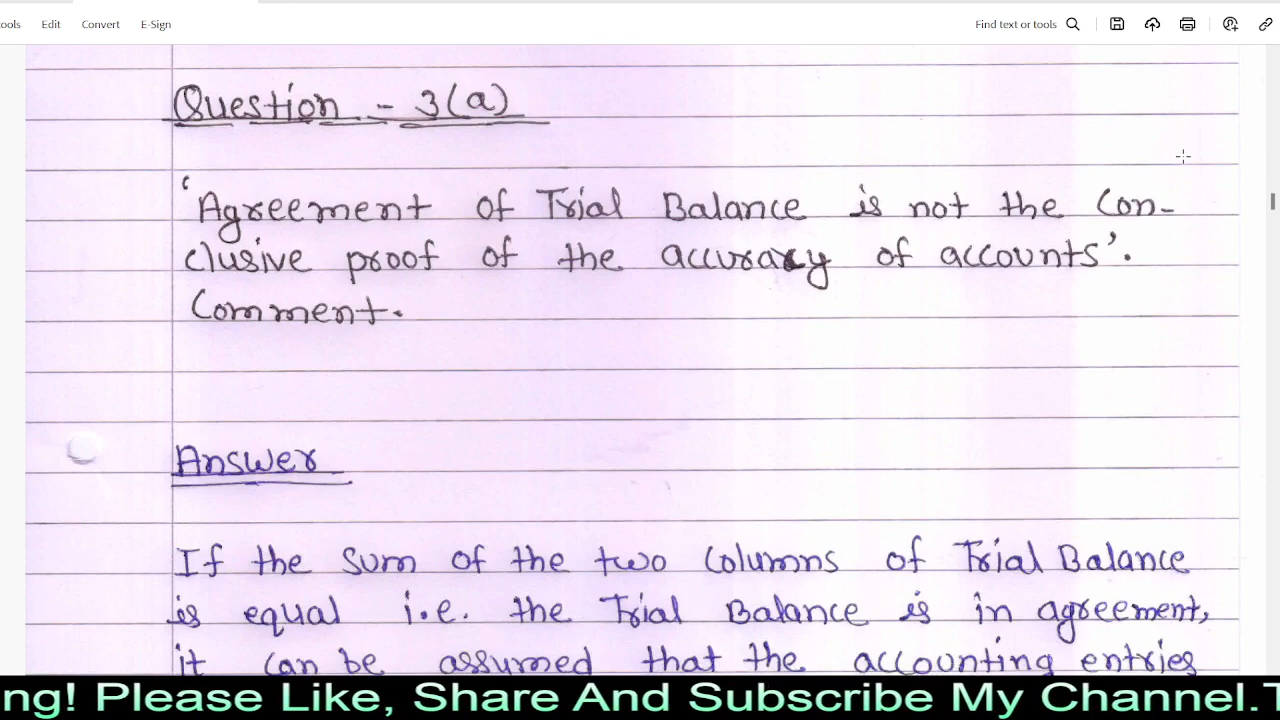 ools Edit Convert E-Sign Find text or tools
Question - 3(a)
'Agreement of Trial Balance is not the Con-
clusive proof of the accuracy of accounts'.
Comment.
Answer
If the sum of the two columns of Trial Balance
is equal i.e. the Trial Balance is in agreement,
it can be assumed that the accounting entries
ng! Please Like, Share And Subscribe My Channel.T